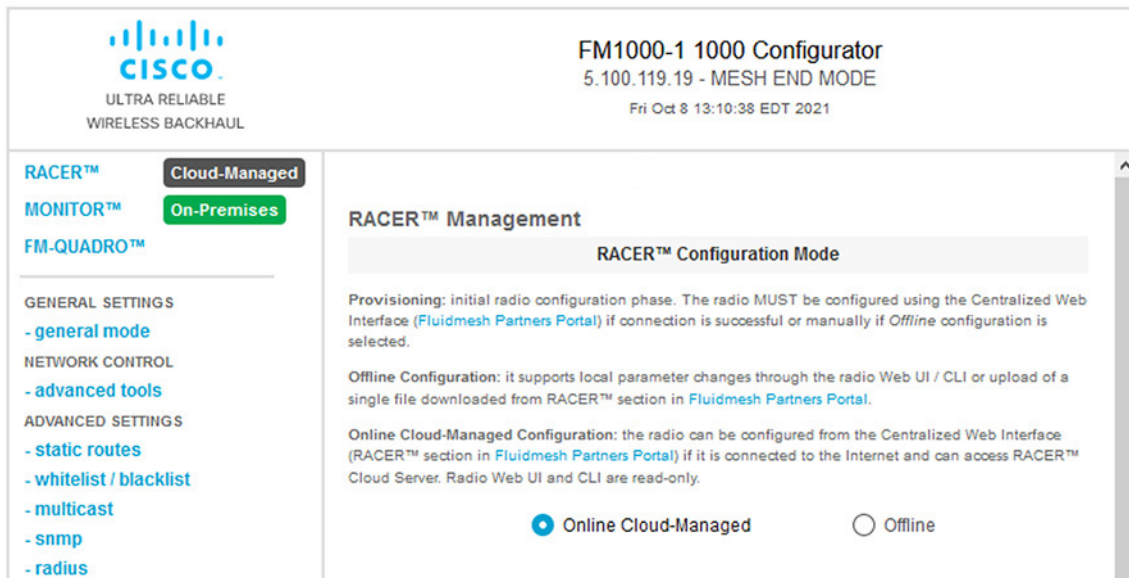 CISCO
ULTRA RELIABLE
WIRELESS BACKHAUL
FM1000-1 1000 Configurator
5.100.119.19 - MESH END MODE
Fri Oct 8 13:10:38 EDT 2021
RACER™ Cloud-Managed
MONITOR™ On-Premises
FM-QUADRO™
GENERAL SETTINGS
- general mode
NETWORK CONTROL
- advanced tools
ADVANCED SETTINGS
- static routes
- whitelist / blacklist
- multicast
- snmp
- radius
RACER™ Management
RACER™ Configuration Mode
Provisioning: initial radio configuration phase. The radio MUST be configured using the Centralized Web
Interface (Fluidmesh Partners Portal) if connection is successful or manually if Offline configuration is
selected.
Offline Configuration: it supports local parameter changes through the radio Web UI / CLI or upload of a
single file downloaded from RACER™ section in Fluidmesh Partners Portal.
Online Cloud-Managed Configuration: the radio can be configured from the Centralized Web Interface
(RACER™ section in Fluidmesh Partners Portal) if it is connected to the Internet and can access RACER™
Cloud Server. Radio Web UI and CLI are read-only.
Online Cloud-Managed Offline